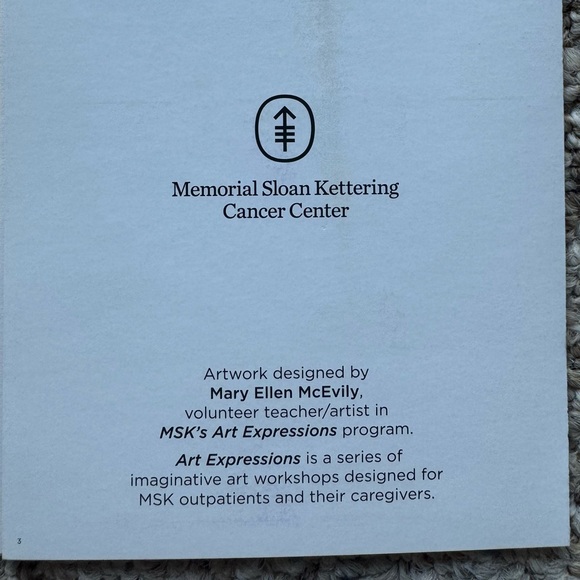 Memorial Sloan Kettering
Cancer Center
Artwork designed by
Mary Ellen McEvily,
volunteer teacher/artist in
MSK's Art Expressions program.
Art Expressions is a series of
imaginative art workshops designed for
MSK outpatients and their caregivers.
3